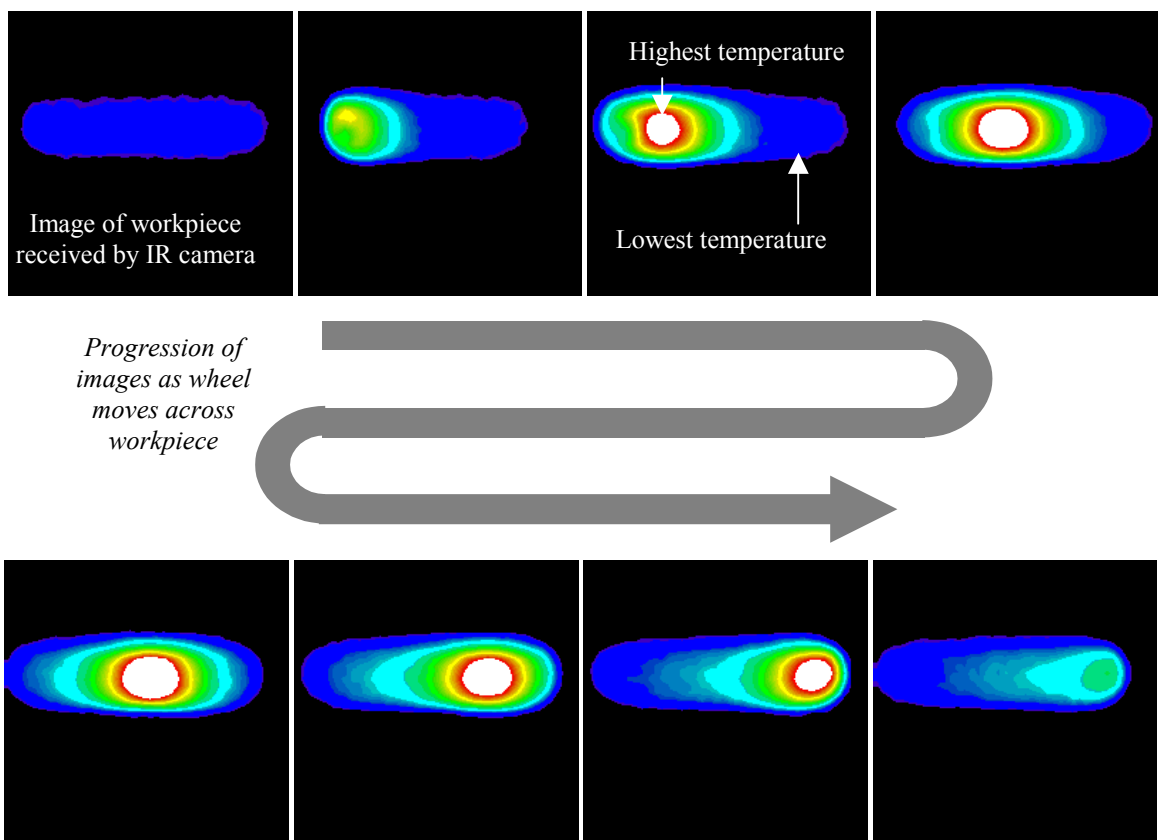 Highest temperature
Lowest temperature
Image of workpiece
received by IR camera
Progression of
images as wheel
moves across
workpiece